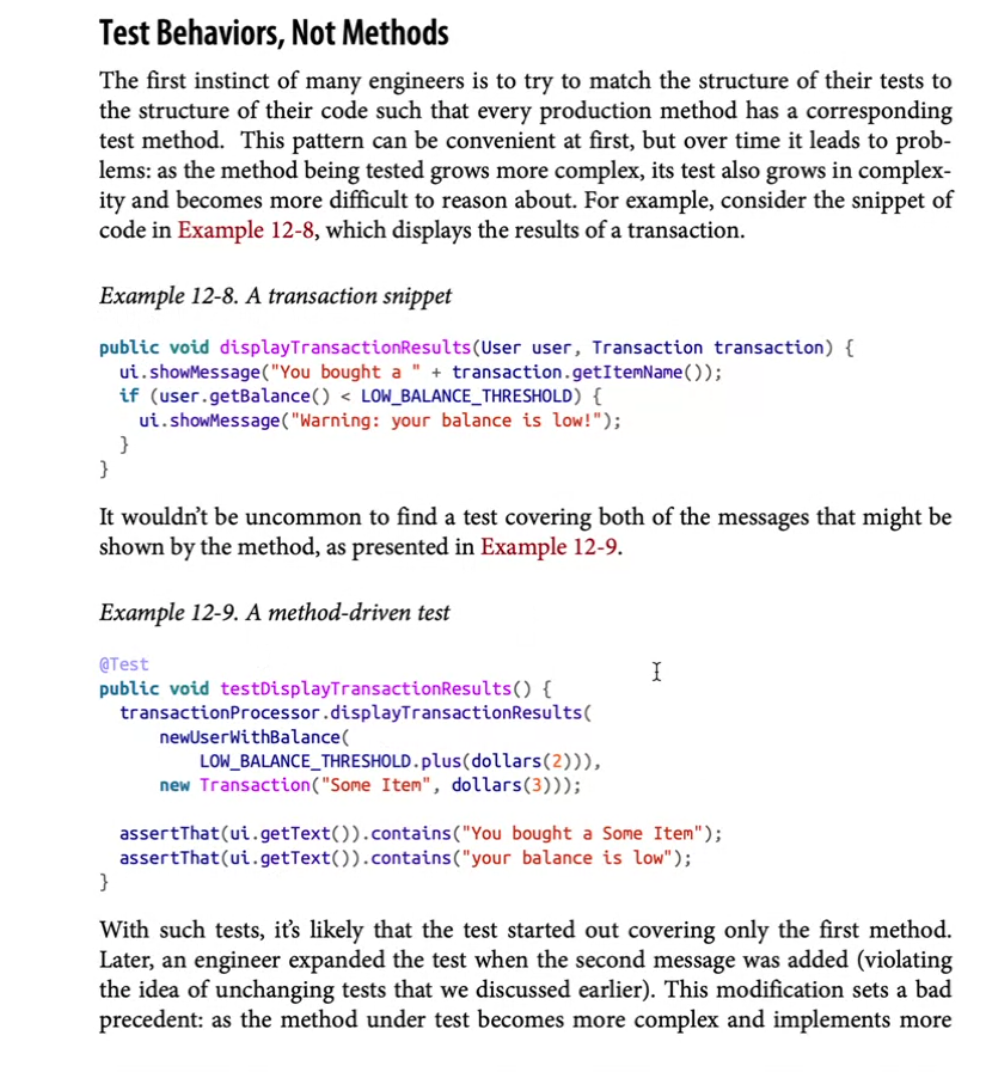 Test Behaviors, Not Methods
The first instinct of many engineers is to try to match the structure of their tests to
the structure of their code such that every production method has a corresponding
test method. This pattern can be convenient at first, but over time it leads to prob-
lems: as the method being tested grows more complex, its test also grows in complex-
ity and becomes more difficult to reason about. For example, consider the snippet of
code in Example 12-8, which displays the results of a transaction.
Example 12-8. A transaction snippet
public void displayTransactionResults(User user, Transaction transaction) {
  ui.showMessage("You bought a " + transaction.getItemName());
  if (user.getBalance() < LOW_BALANCE_THRESHOLD) {
    ui.showMessage("Warning: your balance is low!");
  }
}
It wouldn't be uncommon to find a test covering both of the messages that might be
shown by the method, as presented in Example 12-9.
Example 12-9. A method-driven test
@Test
public void testDisplayTransactionResults() {
  transactionProcessor.displayTransactionResults(
      newUserWithBalance(
          LOW_BALANCE_THRESHOLD.plus(dollars(2))),
      new Transaction("Some Item", dollars(3)));
  assertThat(ui.getText()).contains("You bought a Some Item");
  assertThat(ui.getText()).contains("your balance is low");
}
With such tests, it's likely that the test started out covering only the first method.
Later, an engineer expanded the test when the second message was added (violating
the idea of unchanging tests that we discussed earlier). This modification sets a bad
precedent: as the method under test becomes more complex and implements more